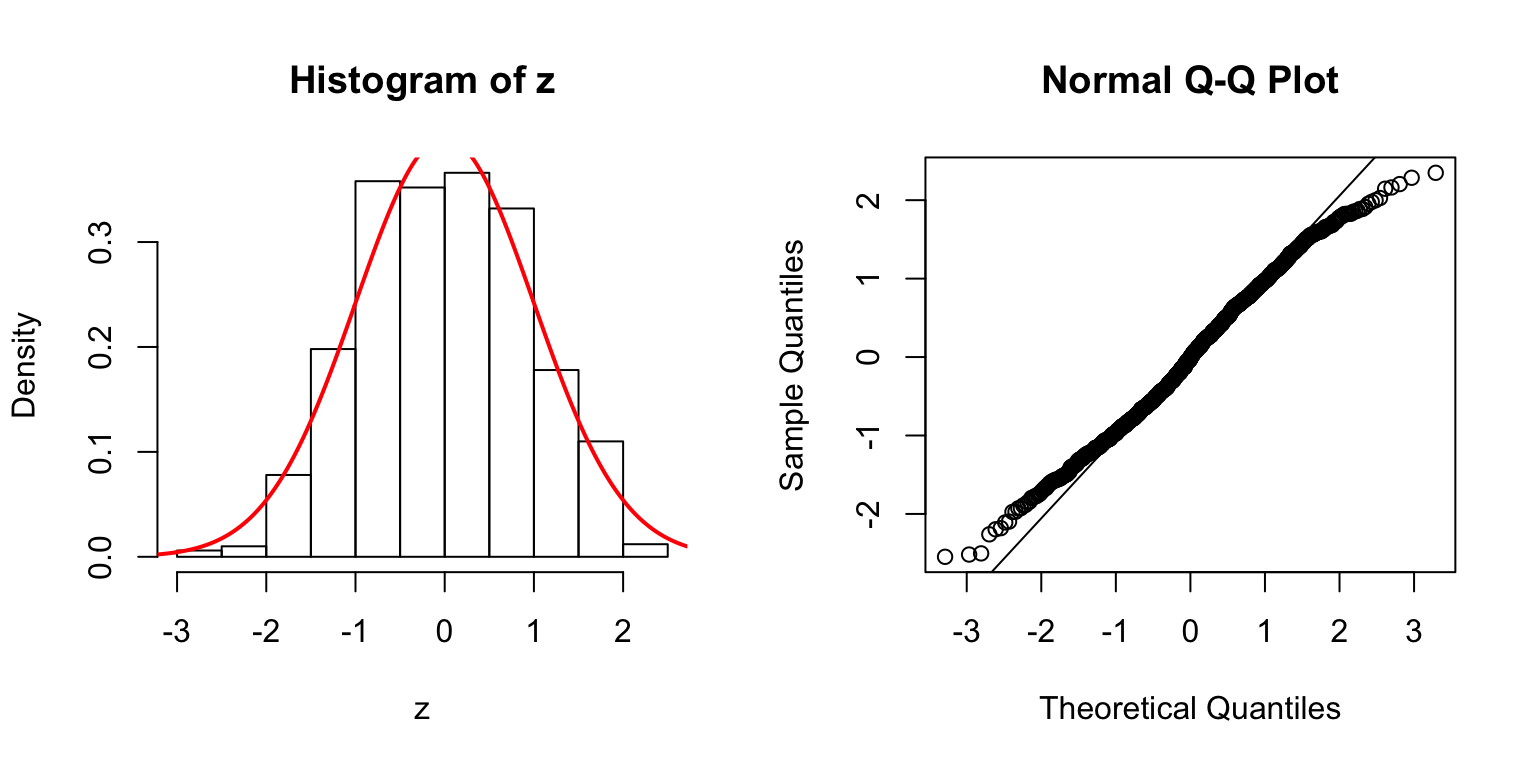 Histogram of z
Density
0.0 0.1 0.2 0.3
-3 -2 -1 0 1 2
z
Normal Q-Q Plot
Sample Quantiles
-2 -1 0 1 2
-3 -2 -1 0 1 2 3
Theoretical Quantiles